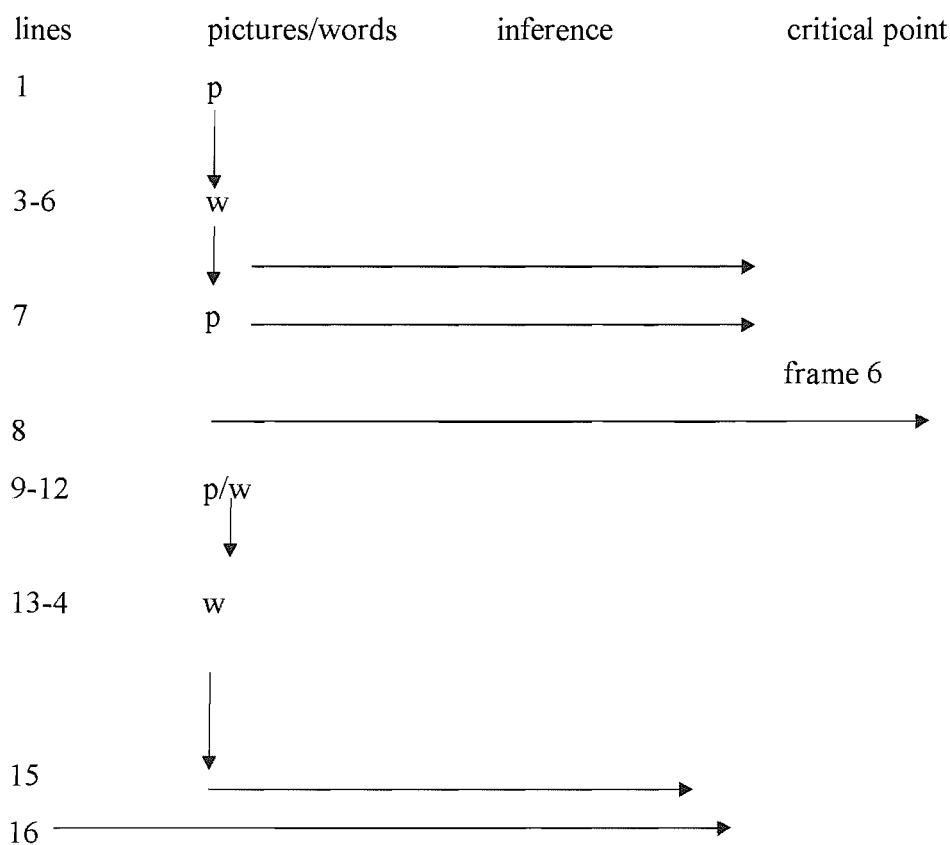 lines pictures/words inference critical point
1 p
3-6 w
7 p
frame 6
8
9-12 p/w
13-4 w
15
16